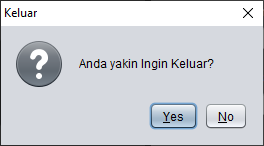 Keluar
Anda yakin Ingin Keluar?
Yes No